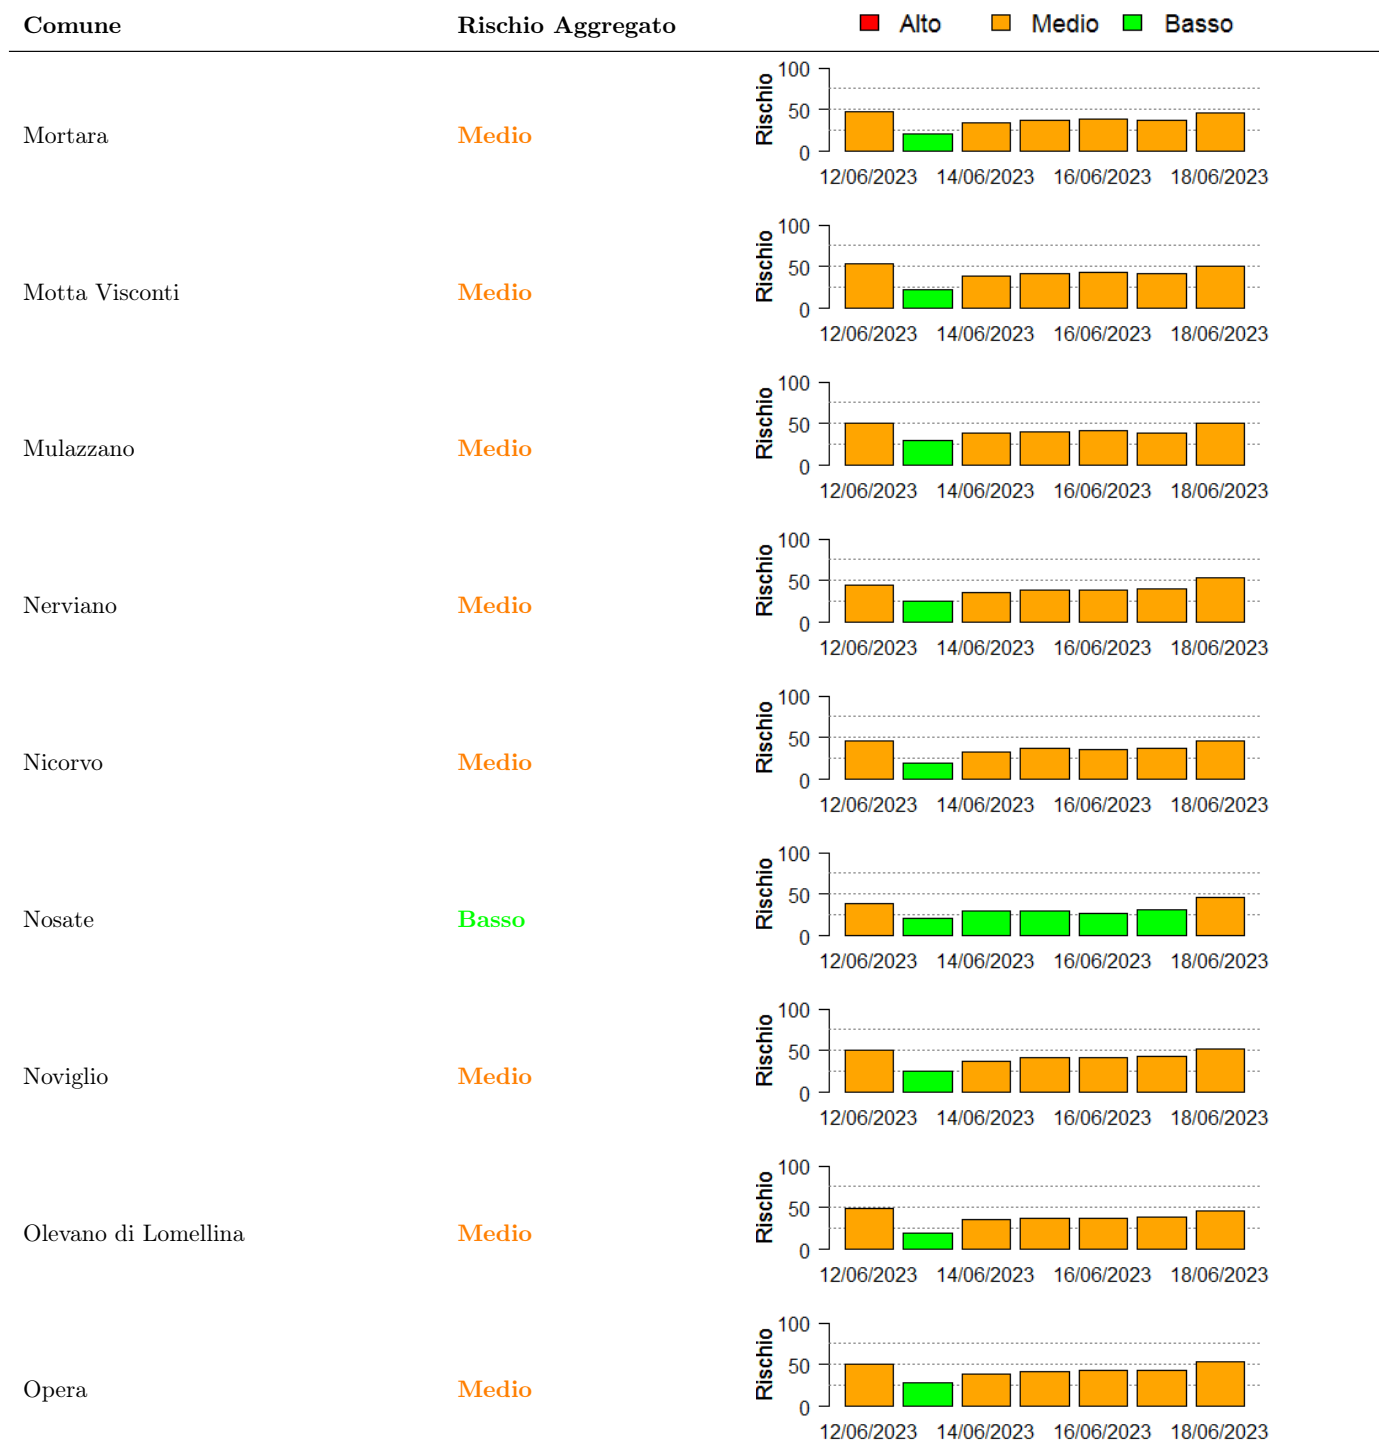 Comune Rischio Aggregato Alto Medio Basso
Mortara Medio Rischio 100 50 0
12/06/2023 14/06/2023 16/06/2023 18/06/2023
Motta Visconti Medio Rischio 100 50 0
12/06/2023 14/06/2023 16/06/2023 18/06/2023
Mulazzano Medio Rischio 100 50 0
12/06/2023 14/06/2023 16/06/2023 18/06/2023
Nerviano Medio Rischio 100 50 0
12/06/2023 14/06/2023 16/06/2023 18/06/2023
Nicorvo Medio Rischio 100 50 0
12/06/2023 14/06/2023 16/06/2023 18/06/2023
Nosate Basso Rischio 100 50 0
12/06/2023 14/06/2023 16/06/2023 18/06/2023
Noviglio Medio Rischio 100 50 0
12/06/2023 14/06/2023 16/06/2023 18/06/2023
Olevano di Lomellina Medio Rischio 100 50 0
12/06/2023 14/06/2023 16/06/2023 18/06/2023
Opera Medio Rischio 100 50 0
12/06/2023 14/06/2023 16/06/2023 18/06/2023